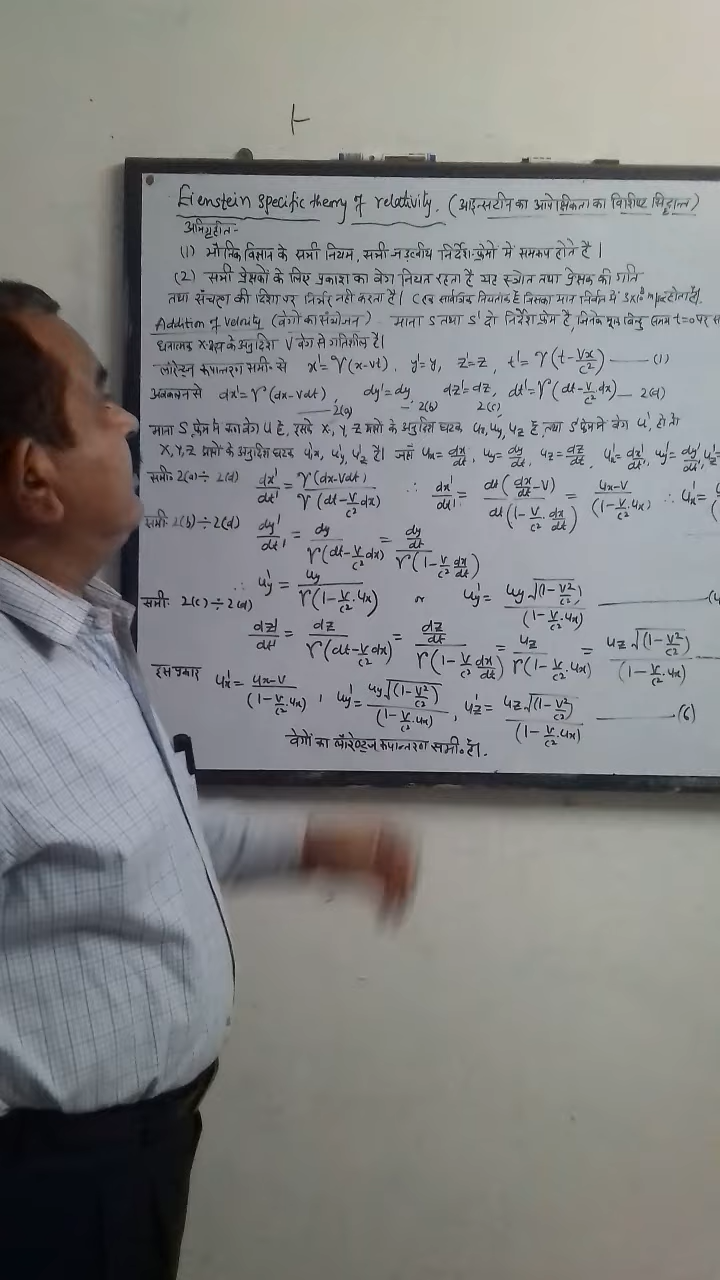 Eienstein specific theory of relativity. (आइन्सटीन का आपेक्षिकता का विशिष्ट सिद्धान्त)
अभिगृहीत-
(1) भौतिक विज्ञान के सभी नियम, सभी जड़त्वीय निर्देश-फ्रेमों में समरूप होते है।
(2) सभी प्रेक्षकों के लिए प्रकाश का वेग नियत रहता है यह स्त्रोत तथा प्रेक्षक की गति
तथा संचरण की दिशा पर निर्भर नही करता है। C एक सार्वत्रिक नियतांक है जिसका मान निर्वात में 3×10⁸ m/sec होता है।
Addition of velocity (वेगों का संयोजन) माना S तथा S' दो निर्देश फ्रेम है, जिनके मूल बिन्दु समय t=0 पर
धनात्मक X-अक्ष के अनुदिश V वेग से गतिशील है।
लॉरेन्ट्ज रूपान्तरण समी॰ से x'=γ(x-vt), y'=y, z'=z, t'=γ(t-Vx/c²) —(1)
अवकलन से dx'=γ(dx-Vdt), dy'=dy, dz'=dz, dt'=γ(dt-V/c² dx) — 2(d)
— 2(a) — 2(b) 2(c)
माना S फ्रेम में कण का वेग u है, इसके X, Y, Z अक्षों के अनुदिश घटक ux, uy, uz है, तथा S' फ्रेम में वेग u', हो तो
X, Y, Z अक्षों के अनुदिश घटक u'x, u'y, u'z है। जहाँ ux=dx/dt, uy=dy/dt, uz=dz/dt, u'x=dx'/dt', u'y=dy'/dt', u'z=
समी॰ 2(a)÷2(d) dx'/dt'=γ(dx-Vdt)/γ(dt-V/c² dx) ∴ dx'/dt'=dt(dx/dt-V)/dt(1-V/c²·dx/dt)=ux-V/(1-V/c²·ux) ∴ u'x=
समी॰ 2(b)÷2(d) dy'/dt'=dy/γ(dt-V/c² dx)=dy/dt/γ(1-V/c² dx/dt)
∴ u'y=uy/γ(1-V/c²·ux) or u'y=uy√(1-V²/c²)/(1-V/c²·ux) —(4
समी॰ 2(c)÷2(d)
dz'/dt'=dz/γ(dt-V/c² dx)=dz/dt/γ(1-V/c² dx/dt)=uz/γ(1-V/c²·ux)=uz√(1-V²/c²)/(1-V/c²·ux) —
इस प्रकार u'x=ux-V/(1-V/c²·ux), u'y=uy√(1-V²/c²)/(1-V/c²·ux), u'z=uz√(1-V²/c²)/(1-V/c²·ux) —(6)
वेगों का लॉरेन्ट्ज रूपान्तरण समी॰ है।